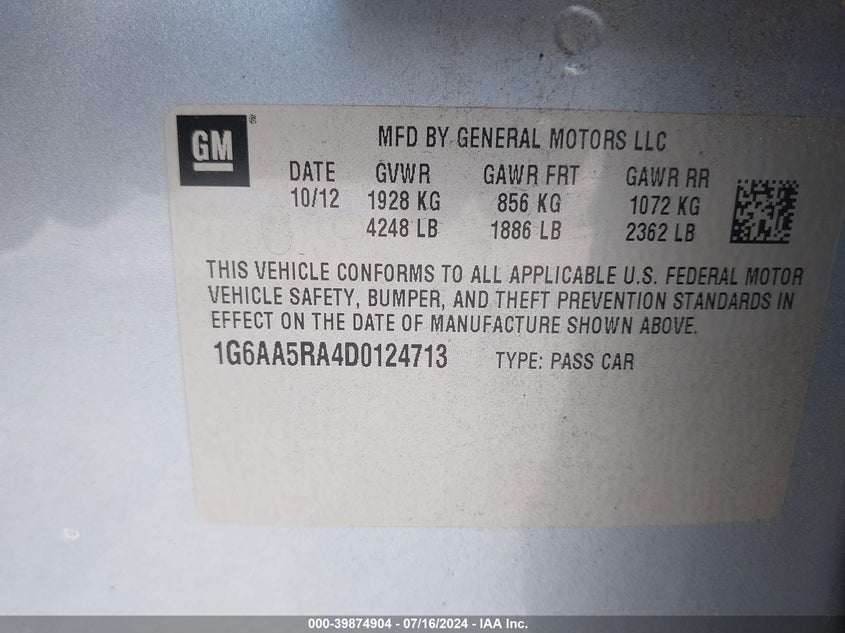 GM ®
MFD BY GENERAL MOTORS LLC
DATE GVWR GAWR FRT GAWR RR
10/12 1928 KG 856 KG 1072 KG
4248 LB 1886 LB 2362 LB
THIS VEHICLE CONFORMS TO ALL APPLICABLE U.S. FEDERAL MOTOR
VEHICLE SAFETY, BUMPER, AND THEFT PREVENTION STANDARDS IN
EFFECT ON THE DATE OF MANUFACTURE SHOWN ABOVE.
1G6AA5RA4D0124713 TYPE: PASS CAR
000-39874904 - 07/16/2024 - IAA Inc.